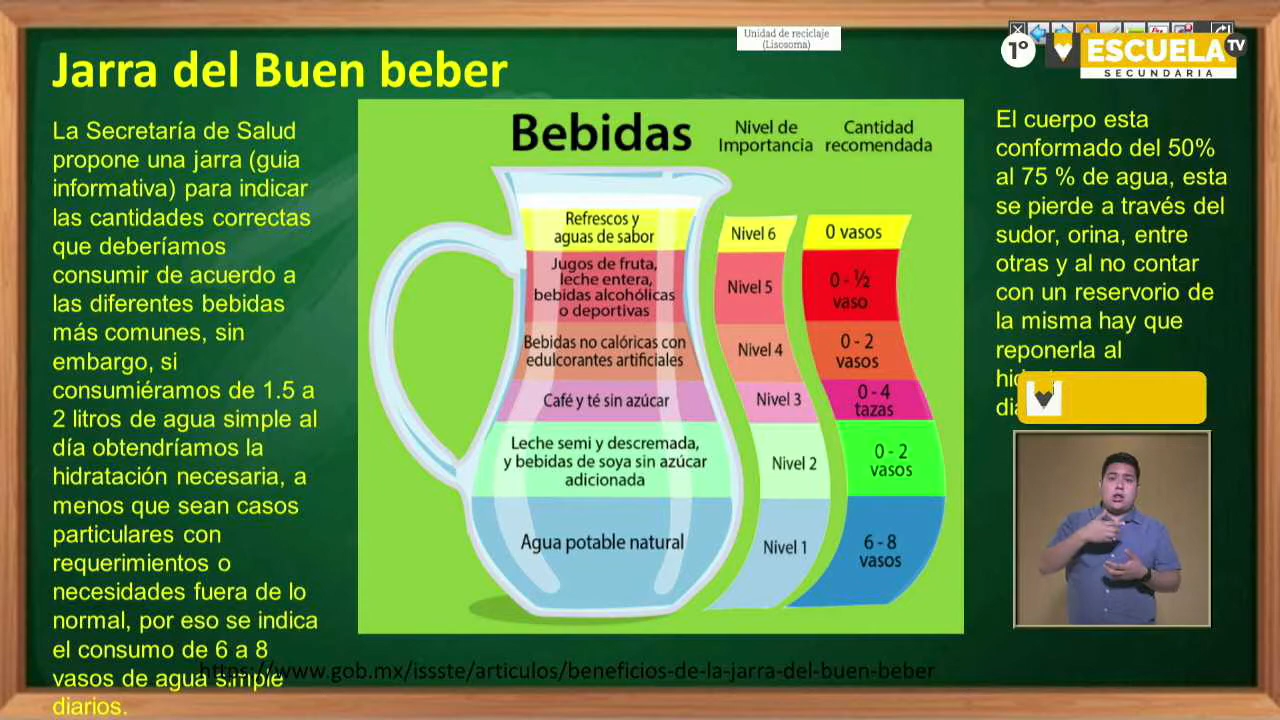 Unidad de reciclaje
(Lisosoma)
1°
ESCUELA TV
SECUNDARIA
Jarra del Buen beber
La Secretaría de Salud
propone una jarra (guia
informativa) para indicar
las cantidades correctas
que deberíamos
consumir de acuerdo a
las diferentes bebidas
más comunes, sin
embargo, si
consumiéramos de 1.5 a
2 litros de agua simple al
día obtendríamos la
hidratación necesaria, a
menos que sean casos
particulares con
requerimientos o
necesidades fuera de lo
normal, por eso se indica
el consumo de 6 a 8
vasos de agua simple
diarios.
Bebidas
Nivel de
Importancia
Cantidad
recomendada
Refrescos y
aguas de sabor
Nivel 6
0 vasos
Jugos de fruta,
leche entera,
bebidas alcohólicas
o deportivas
Nivel 5
0 - ½
vaso
Bebidas no calóricas con
edulcorantes artificiales
Nivel 4
0 - 2
vasos
Café y té sin azúcar
Nivel 3
0 - 4
tazas
Leche semi y descremada,
y bebidas de soya sin azúcar
adicionada
Nivel 2
0 - 2
vasos
Agua potable natural
Nivel 1
6 - 8
vasos
El cuerpo esta
conformado del 50%
al 75 % de agua, esta
se pierde a través del
sudor, orina, entre
otras y al no contar
con un reservorio de
la misma hay que
reponerla al
https://www.gob.mx/issste/articulos/beneficios-de-la-jarra-del-buen-beber